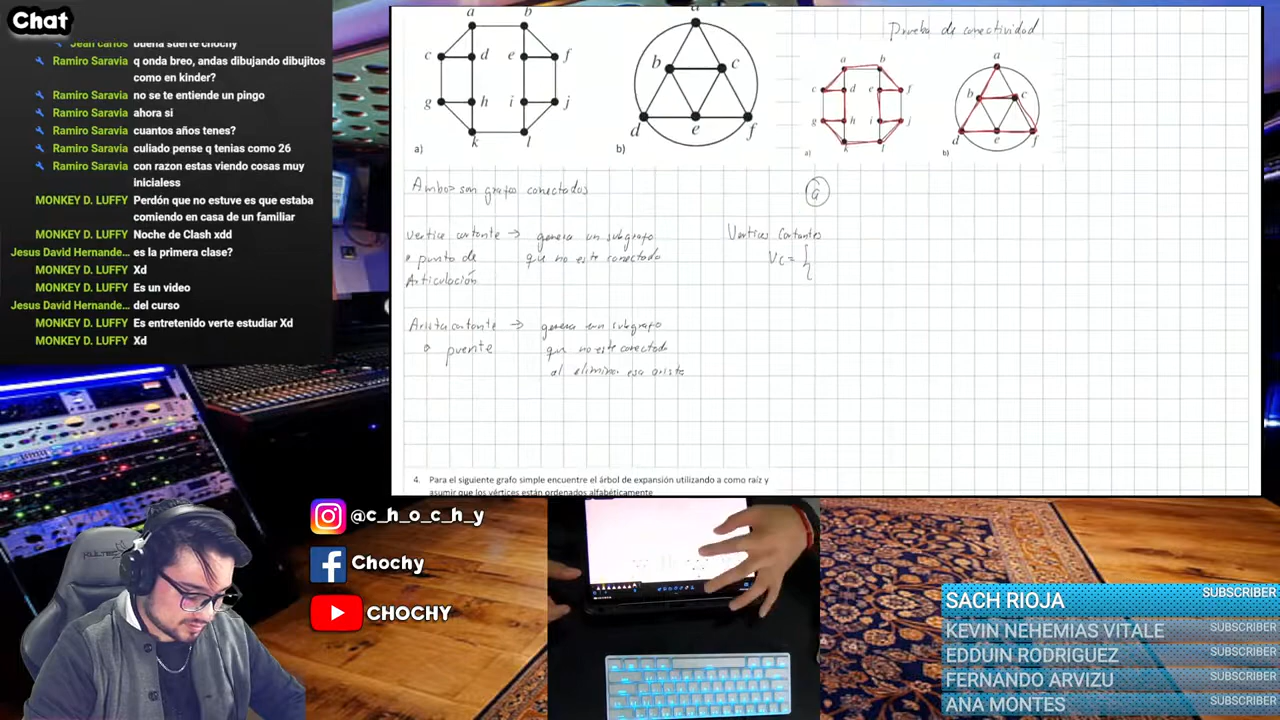 Chat
Jean carlos buena suerte chochy
Ramiro Saravia q onda breo, andas dibujando dibujitos
como en kinder?
Ramiro Saravia no se te entiende un pingo
Ramiro Saravia ahora si
Ramiro Saravia cuantos años tenes?
Ramiro Saravia culiado pense q tenias como 26
Ramiro Saravia con razon estas viendo cosas muy
inicialess
MONKEY D. LUFFY Perdón que no estuve es que estaba
comiendo en casa de un familiar
MONKEY D. LUFFY Noche de Clash xdd
Jesus David Hernande... es la primera clase?
MONKEY D. LUFFY Xd
MONKEY D. LUFFY Es un video
Jesus David Hernande... del curso
MONKEY D. LUFFY Es entretenido verte estudiar Xd
MONKEY D. LUFFY Xd
a b
c d e f
g h i j
k l
a)
a
b c
d e f
b)
Prueba de conectividad
a b
c d e f
g h i j
k l
a)
a
b c
d e f
b)
Ambos son grafos conectados
a
Vertice cortante → genera un subgrafo
o punto de que no este conectado
Articulación
Vertices Cortantes
Vc = {
Arista cortante → genera un subgrafo
o puente que no este conectado
al eliminar esa arista
4. Para el siguiente grafo simple encuentre el árbol de expansión utilizando a como raíz y
asumir que los vértices están ordenados alfabéticamente
@c_h_o_c_h_y
Chochy
CHOCHY
SACH RIOJA SUBSCRIBER
KEVIN NEHEMIAS VITALE SUBSCRIBER
EDDUIN RODRIGUEZ SUBSCRIBER
FERNANDO ARVIZU SUBSCRIBER
ANA MONTES SUBSCRIBER